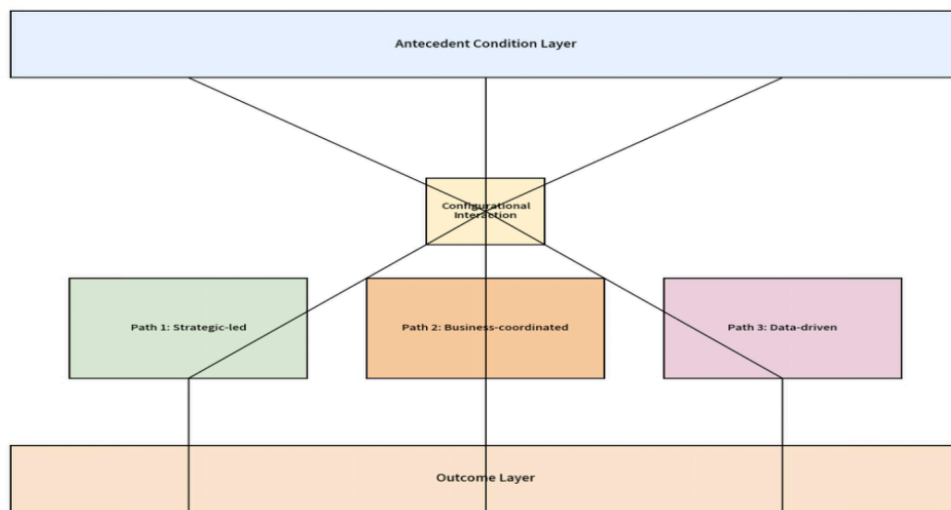 Antecedent Condition Layer
Configurational
Interaction
Path 1: Strategic-led
Path 2: Business-coordinated
Path 3: Data-driven
Outcome Layer